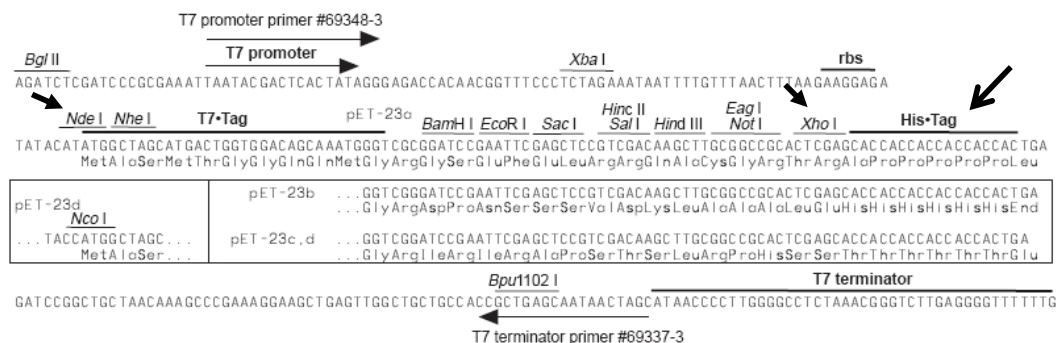 T7 promoter primer #69348-3
Bgl II T7 promoter Xba I rbs
AGATCTCGATCCCGCGAAATTAATACGACTCACTATAGGGAGACCACAACGGTTTCCCTCTAGAAATAATTTTGTTTAACTTTAAGAAGGAGA
Nde I Nhe I T7•Tag pET-23a BamH I EcoR I Sac I Hinc II Sal I Hind III Eag I Not I Xho I His•Tag
TATACATATGGCTAGCATGACTGGTGGACAGCAAATGGGTCGCGGATCCGAATTCGAGCTCCGTCGACAAGCTTGCGGCCGCACTCGAGCACCACCACCACCACCACTGA
MetAlaSerMetThrGlyGlyGlnGlnMetGlyArgGlySerGluPheGluLeuArgArgGlnAlaCysGlyArgThrArgAlaProProProProProLeu
pET-23d
Nco I
...TACCATGGCTAGC...
MetAlaSer...
pET-23b ...GGTCGGGATCCGAATTCGAGCTCCGTCGACAAGCTTGCGGCCGCACTCGAGCACCACCACCACCACCACTGA
GlyArgAspProAsnSerSerSerValAspLysLeuAlaAlaAlaLeuGluHisHisHisHisHisHisEnd
pET-23c,d ...GGTCGGATCCGAATTCGAGCTCCGTCGACAAGCTTGCGGCCGCACTCGAGCACCACCACCACCACCACTGA
GlyArgIleArgIleArgAlaProSerThrSerLeuArgProHisSerSerThrThrThrThrThrThrGlu
Bpu1102 I T7 terminator
GATCCGGCTGCTAACAAAGCCCGAAAGGAAGCTGAGTTGGCTGCTGCCACCGCTGAGCAATAACTAGCATAACCCCTTGGGGCCTCTAAACGGGTCTTGAGGGGTTTTTTG
T7 terminator primer #69337-3